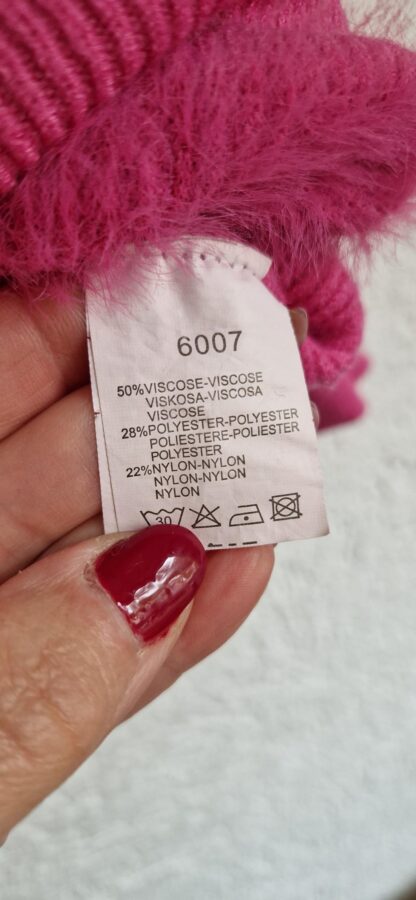 6007
50%VISCOSE-VISCOSE
VISKOSA-VISCOSA
VISCOSE
28%POLYESTER-POLYESTER
POLIESTERE-POLIESTER
POLYESTER
22%NYLON-NYLON
NYLON-NYLON
NYLON
30